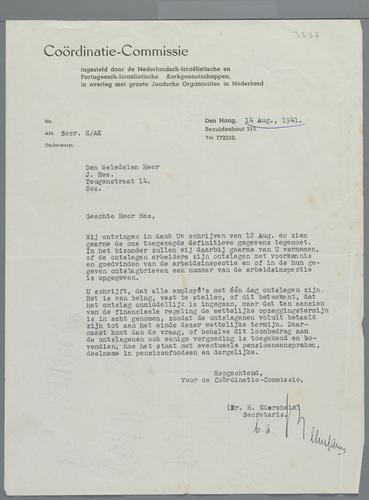 3887
Coördinatie-Commissie
ingesteld door de Nederlandsch-Israëlietische en
Portugeesch-Israëlietische Kerkgenootschappen,
in overleg met groote Joodsche Organisaties in Nederland
No.
Afd. Secr. E/AK
Onderwerp:
Den Haag, 14 Aug., 1941.
Bezuidenhout 215.
Tel. 772210.
Den Weledelen Heer
J. Hes.
Teugenstraat 14.
Oss.
Geachte Heer Hes,
Wij ontvingen in dank Uw schrijven van 12 Aug. en zien
gaarne de ons toegezegde definitieve gegevens tegemoet.
In het bijzonder zullen wij daarbij gaarne van U vernemen,
of de ontslagen arbeiders zijn ontslagen met voorkennis
en goedvinden van de arbeidsinspectie en of in de hun ge-
geven ontslagbrieven een nummer van de arbeidsinspectie
is opgegeven.
U schrijft, dat alle employé's met één dag ontslagen zijn.
Het is van belang, vast te stellen, of dit beteekent, dat
het ontslag onmiddellijk is ingegaan, maar dat ten aanzien
van de financieele regeling de wettelijke opzeggingstermijn
is in acht genomen, zoodat de ontslagenen voluit betaald
zijn tot aan het einde dezer wettelijke termijn. Daar-
naast komt dan de vraag, of behalve dit loonbedrag aan
de ontslagenen ook eenige vergoeding is toegekend en bo-
vendien, hoe het staat met eventueele pensioenaanspraken,
deelname in pensioenfondsen en dergelijke.
Hoogachtend,
Voor de Coördinatie-Commissie,
(Mr. H. Edersheim)
Secretaris.
b.a.